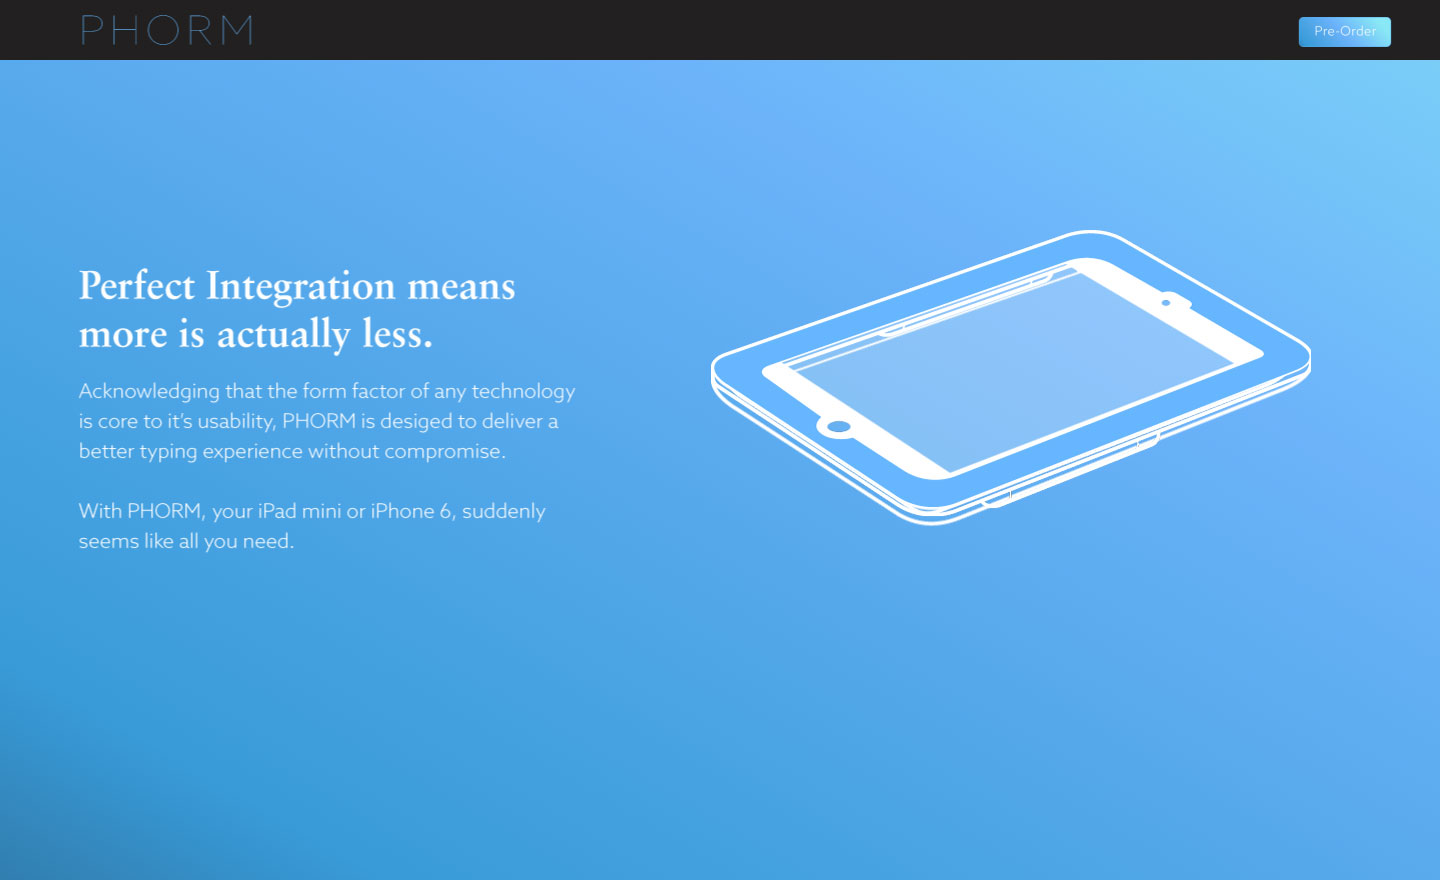 PHORM
Pre-Order
Perfect Integration means
more is actually less.
Acknowledging that the form factor of any technology
is core to it’s usability, PHORM is desiged to deliver a
better typing experience without compromise.
With PHORM, your iPad mini or iPhone 6, suddenly
seems like all you need.